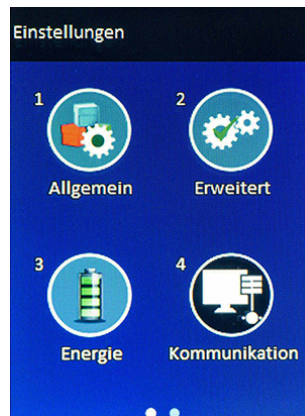 Einstellungen
1
2
Allgemein
Erweitert
3
4
Energie
Kommunikation